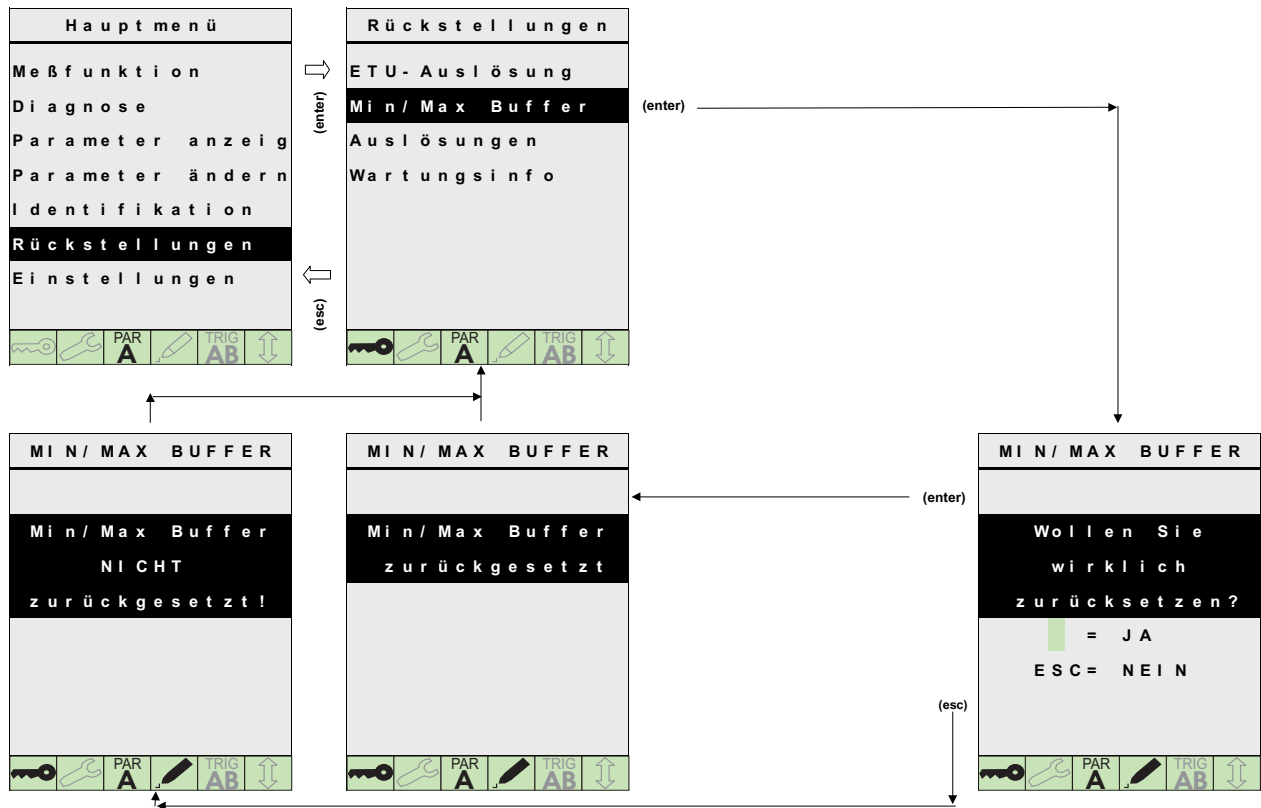 Hauptmenü
Meßfunktion
Diagnose
Parameter anzeig
Parameter ändern
Identifikation
Rückstellungen
Einstellungen
PAR
A
TRIG
AB
(enter)
(esc)
Rückstellungen
ETU-Auslösung
Min/Max Buffer
Auslösungen
Wartungsinfo
PAR
A
TRIG
AB
(enter)
MIN/MAX BUFFER
Min/Max Buffer
NICHT
zurückgesetzt!
PAR
A
TRIG
AB
MIN/MAX BUFFER
Min/Max Buffer
zurückgesetzt
PAR
A
TRIG
AB
(enter)
(esc)
MIN/MAX BUFFER
Wollen Sie
wirklich
zurücksetzen?
= JA
ESC= NEIN
PAR
A
TRIG
AB